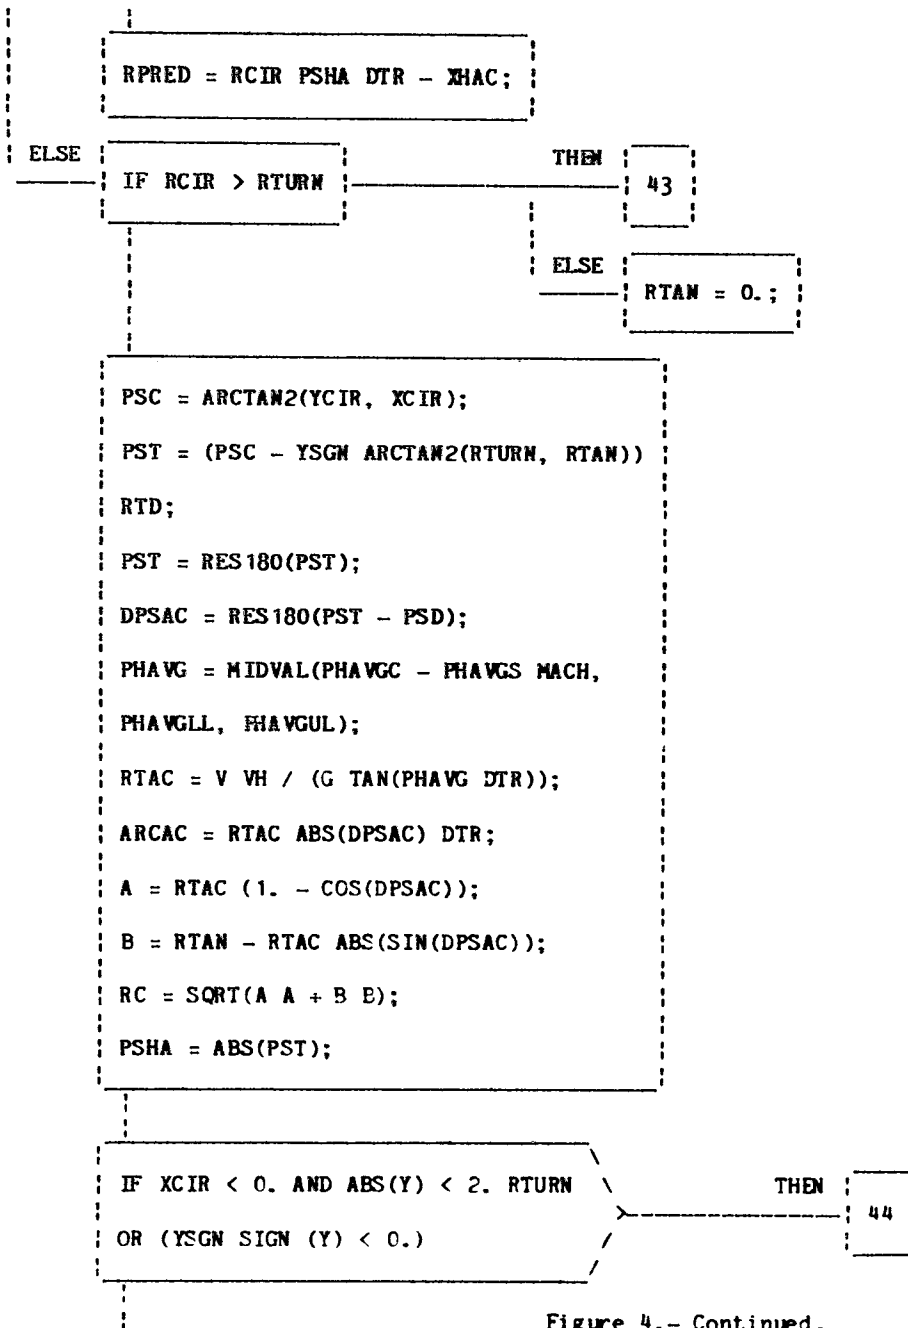 RPRED = RCIR PSHA DTR - XHAC;
ELSE
IF RCIR > RTURN
THEN
43
ELSE
RTAN = 0.;
PSC = ARCTAN2(YCIR, XCIR);
PST = (PSC - YSGN ARCTAN2(RTURN, RTAN))
RTD;
PST = RES180(PST);
DPSAC = RES180(PST - PSD);
PHAVG = MIDVAL(PHAVGC - PHAVGS MACH,
PHAVGLL, PHAVGUL);
RTAC = V VH / (G TAN(PHAVG DTR));
ARCAC = RTAC ABS(DPSAC) DTR;
A = RTAC (1. - COS(DPSAC));
B = RTAN - RTAC ABS(SIN(DPSAC));
RC = SQRT(A A + B B);
PSHA = ABS(PST);
IF XCIR < 0. AND ABS(Y) < 2. RTURN
OR (YSGN SIGN (Y) < 0.)
THEN
44
Figure 4.- Continued.